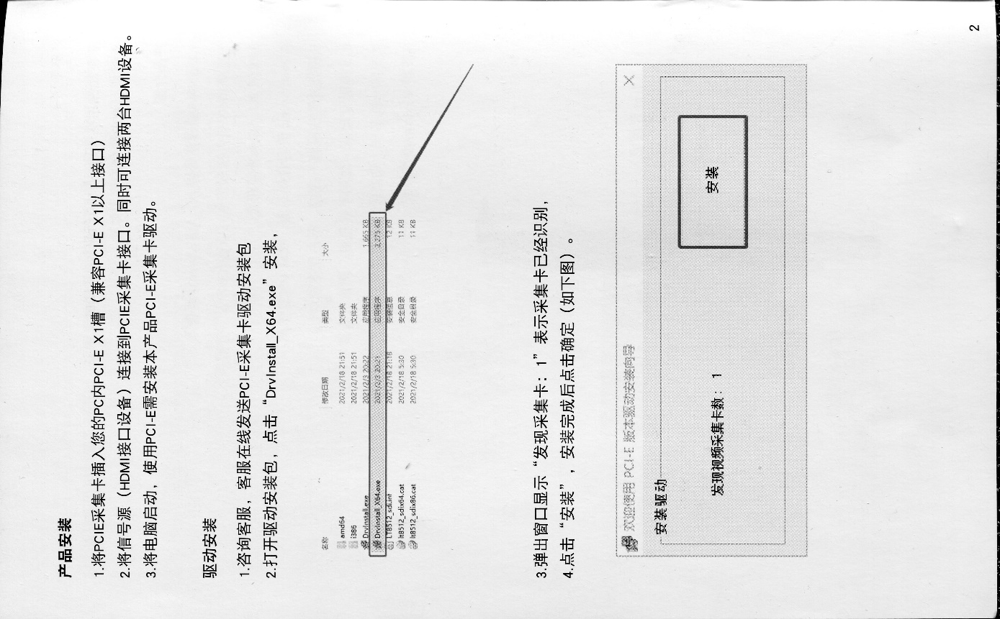 产品安装
1.将PCIE采集卡插入您的PC内PCI-E X1槽（兼容PCI-E X1以上接口）
2.将信号源（HDMI接口设备）连接到PCIE采集卡接口。同时可连接两台HDMI设备。
3.将电脑启动，使用PCI-E需安装本产品PCI-E采集卡驱动。
驱动安装
1.咨询客服，客服在线发送PCI-E采集卡驱动安装包
2.打开驱动安装包，点击“DrvInstall_X64.exe”安装，
名称 修改日期 类型 大小
amd64 2021/2/18 21:51 文件夹
i386 2021/2/18 21:51 文件夹
DrvInstall.exe 2021/2/3 20:22 应用程序 1,665 KB
DrvInstall_X64.exe 2021/2/3 20:21 应用程序 3,275 KB
LT8512_sdi.inf 2021/2/18 21:18 安装信息 12 KB
lt8512_sdix64.cat 2021/2/18 5:30 安全目录 11 KB
lt8512_sdix86.cat 2021/2/18 5:30 安全目录 11 KB
3.弹出窗口显示“发现采集卡：1”表示采集卡已经识别，
4.点击“安装”，安装完成后点击确定（如下图）。
欢迎使用 PCI-E 版本驱动安装向导
安装驱动
发现视频采集卡数： 1
安装
2